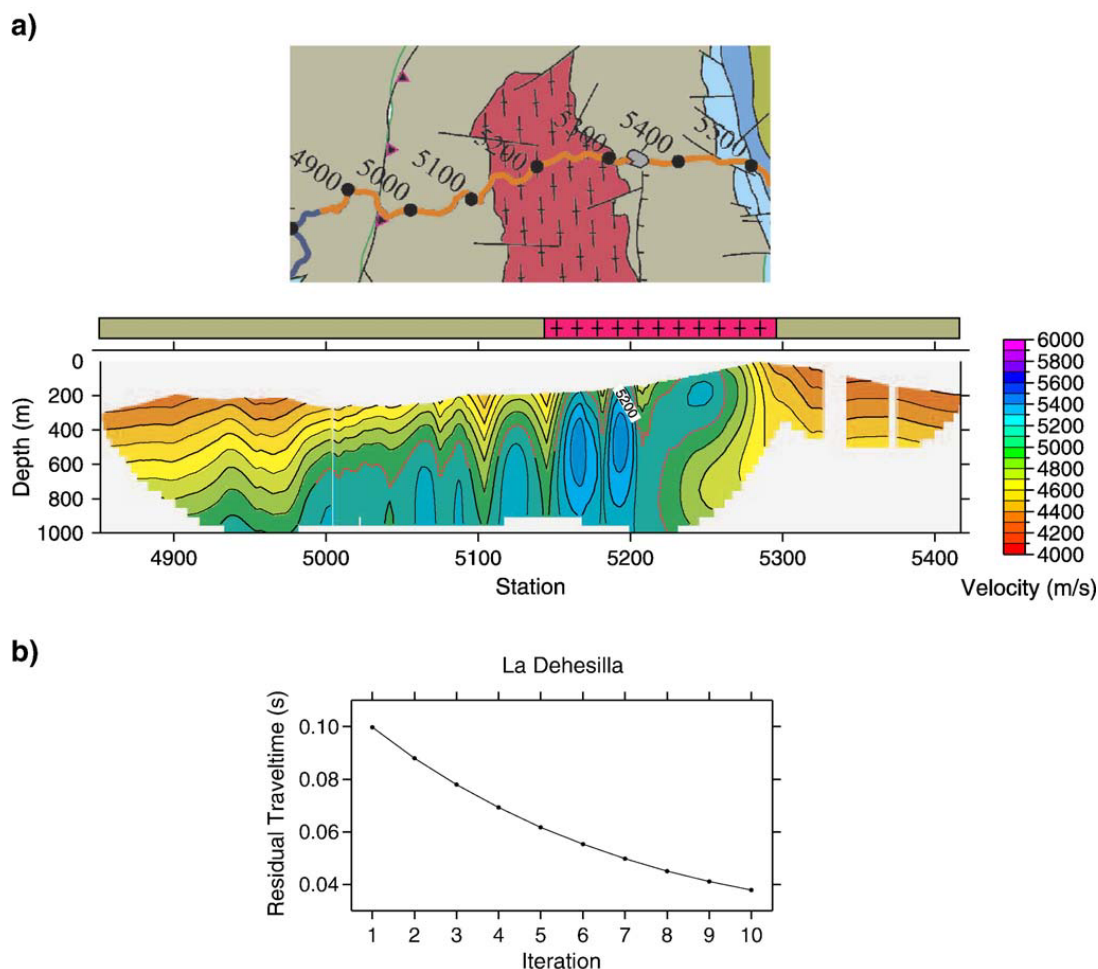 a)
4900
5000
5100
5200
5300
5400
5500
0
200
400
600
800
1000
Depth (m)
5200
4900 5000 5100 5200 5300 5400
Station
6000
5800
5600
5400
5200
5000
4800
4600
4400
4200
4000
Velocity (m/s)
b)
La Dehesilla
Residual Traveltime (s)
0.10
0.08
0.06
0.04
1 2 3 4 5 6 7 8 9 10
Iteration